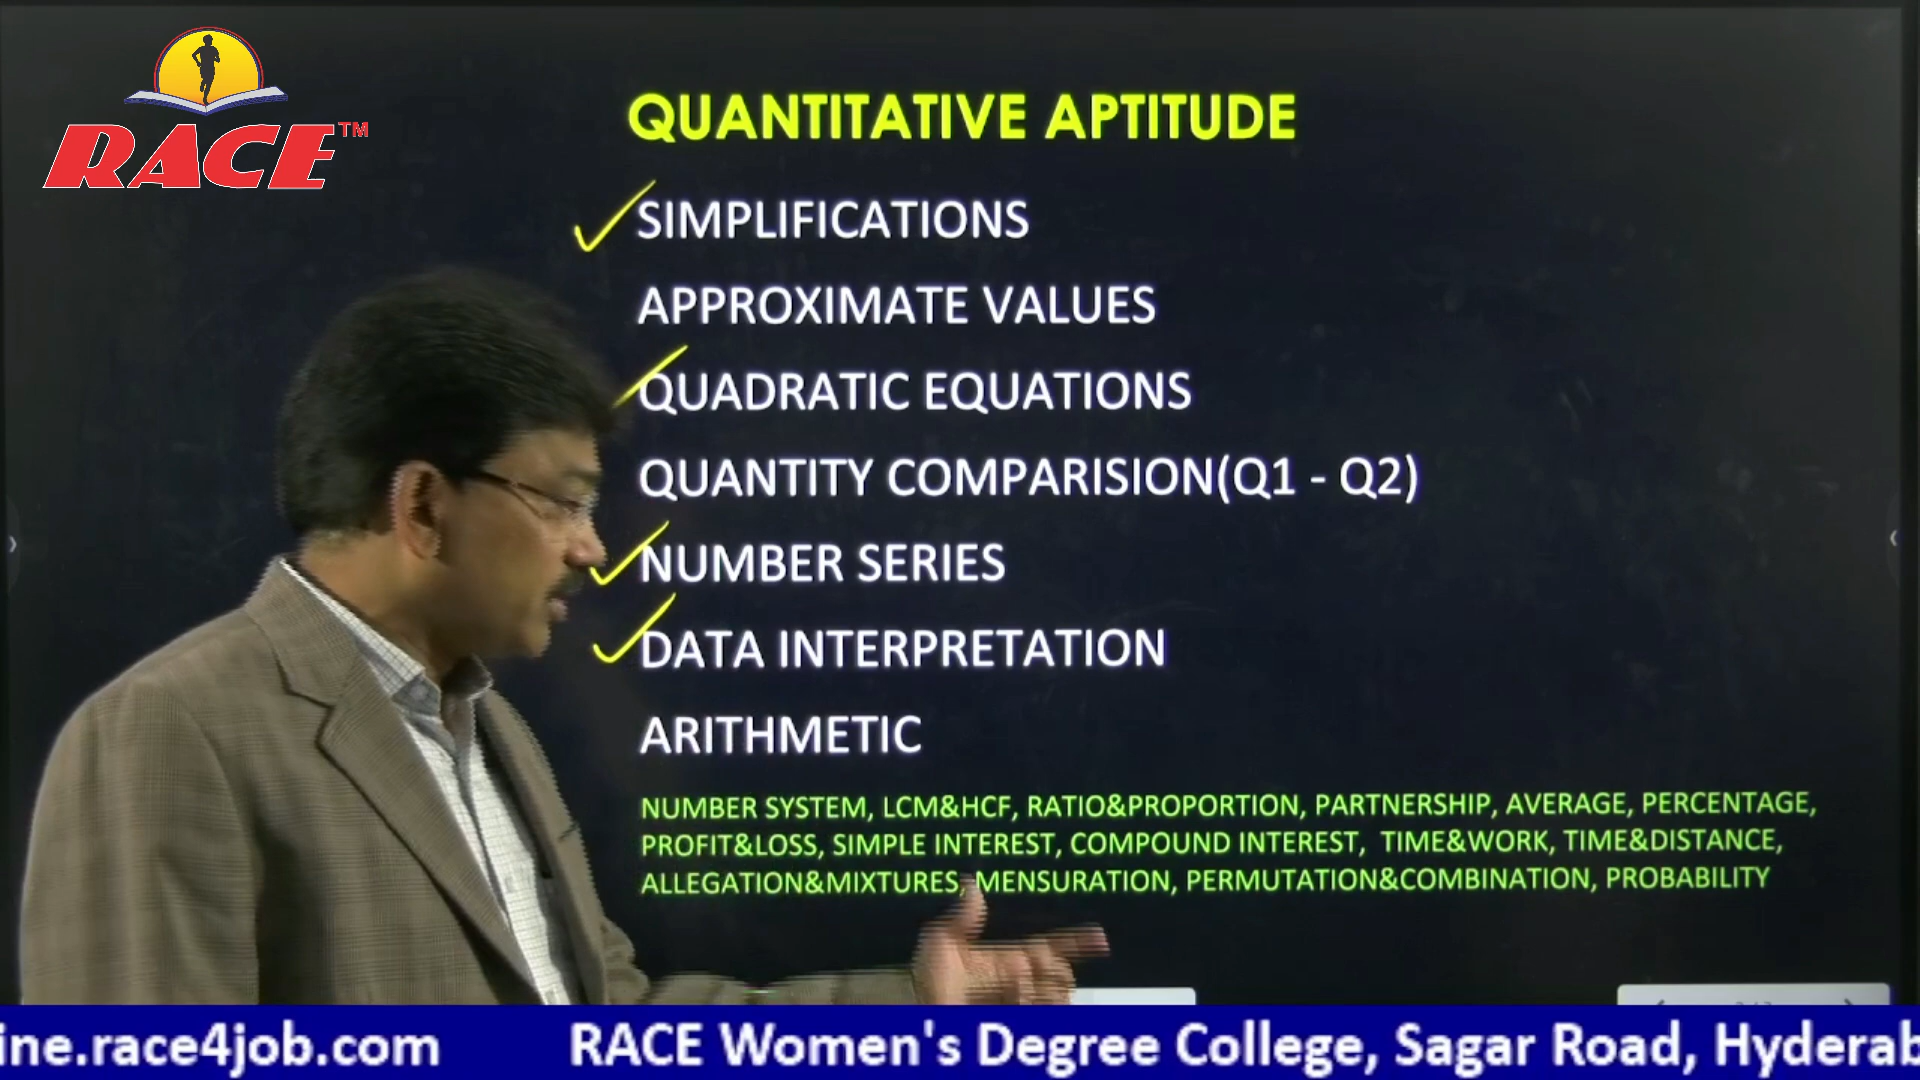 RACE™
QUANTITATIVE APTITUDE
SIMPLIFICATIONS
APPROXIMATE VALUES
QUADRATIC EQUATIONS
QUANTITY COMPARISION(Q1 - Q2)
NUMBER SERIES
DATA INTERPRETATION
ARITHMETIC
NUMBER SYSTEM, LCM&HCF, RATIO&PROPORTION, PARTNERSHIP, AVERAGE, PERCENTAGE,
PROFIT&LOSS, SIMPLE INTEREST, COMPOUND INTEREST, TIME&WORK, TIME&DISTANCE,
ALLEGATION&MIXTURES, MENSURATION, PERMUTATION&COMBINATION, PROBABILITY
ine.race4job.com RACE Women's Degree College, Sagar Road, Hyderab